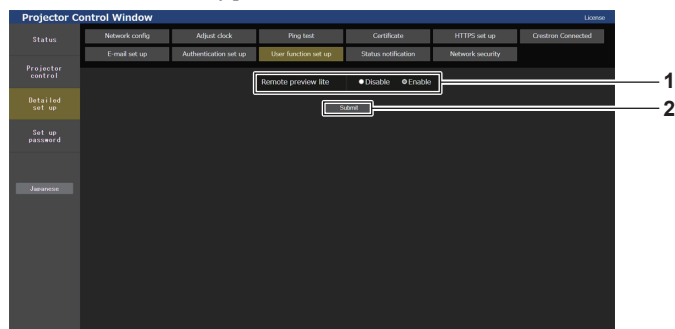 Projector Control Window
License
Status
Network config
Adjust clock
Ping test
Certificate
HTTPS set up
Crestron Connected
E-mail set up
Authentication set up
User function set up
Status notification
Network security
Projector
control
Remote preview lite
Disable
Enable
1
Detailed
set up
Submit
2
Set up
password
Japanese